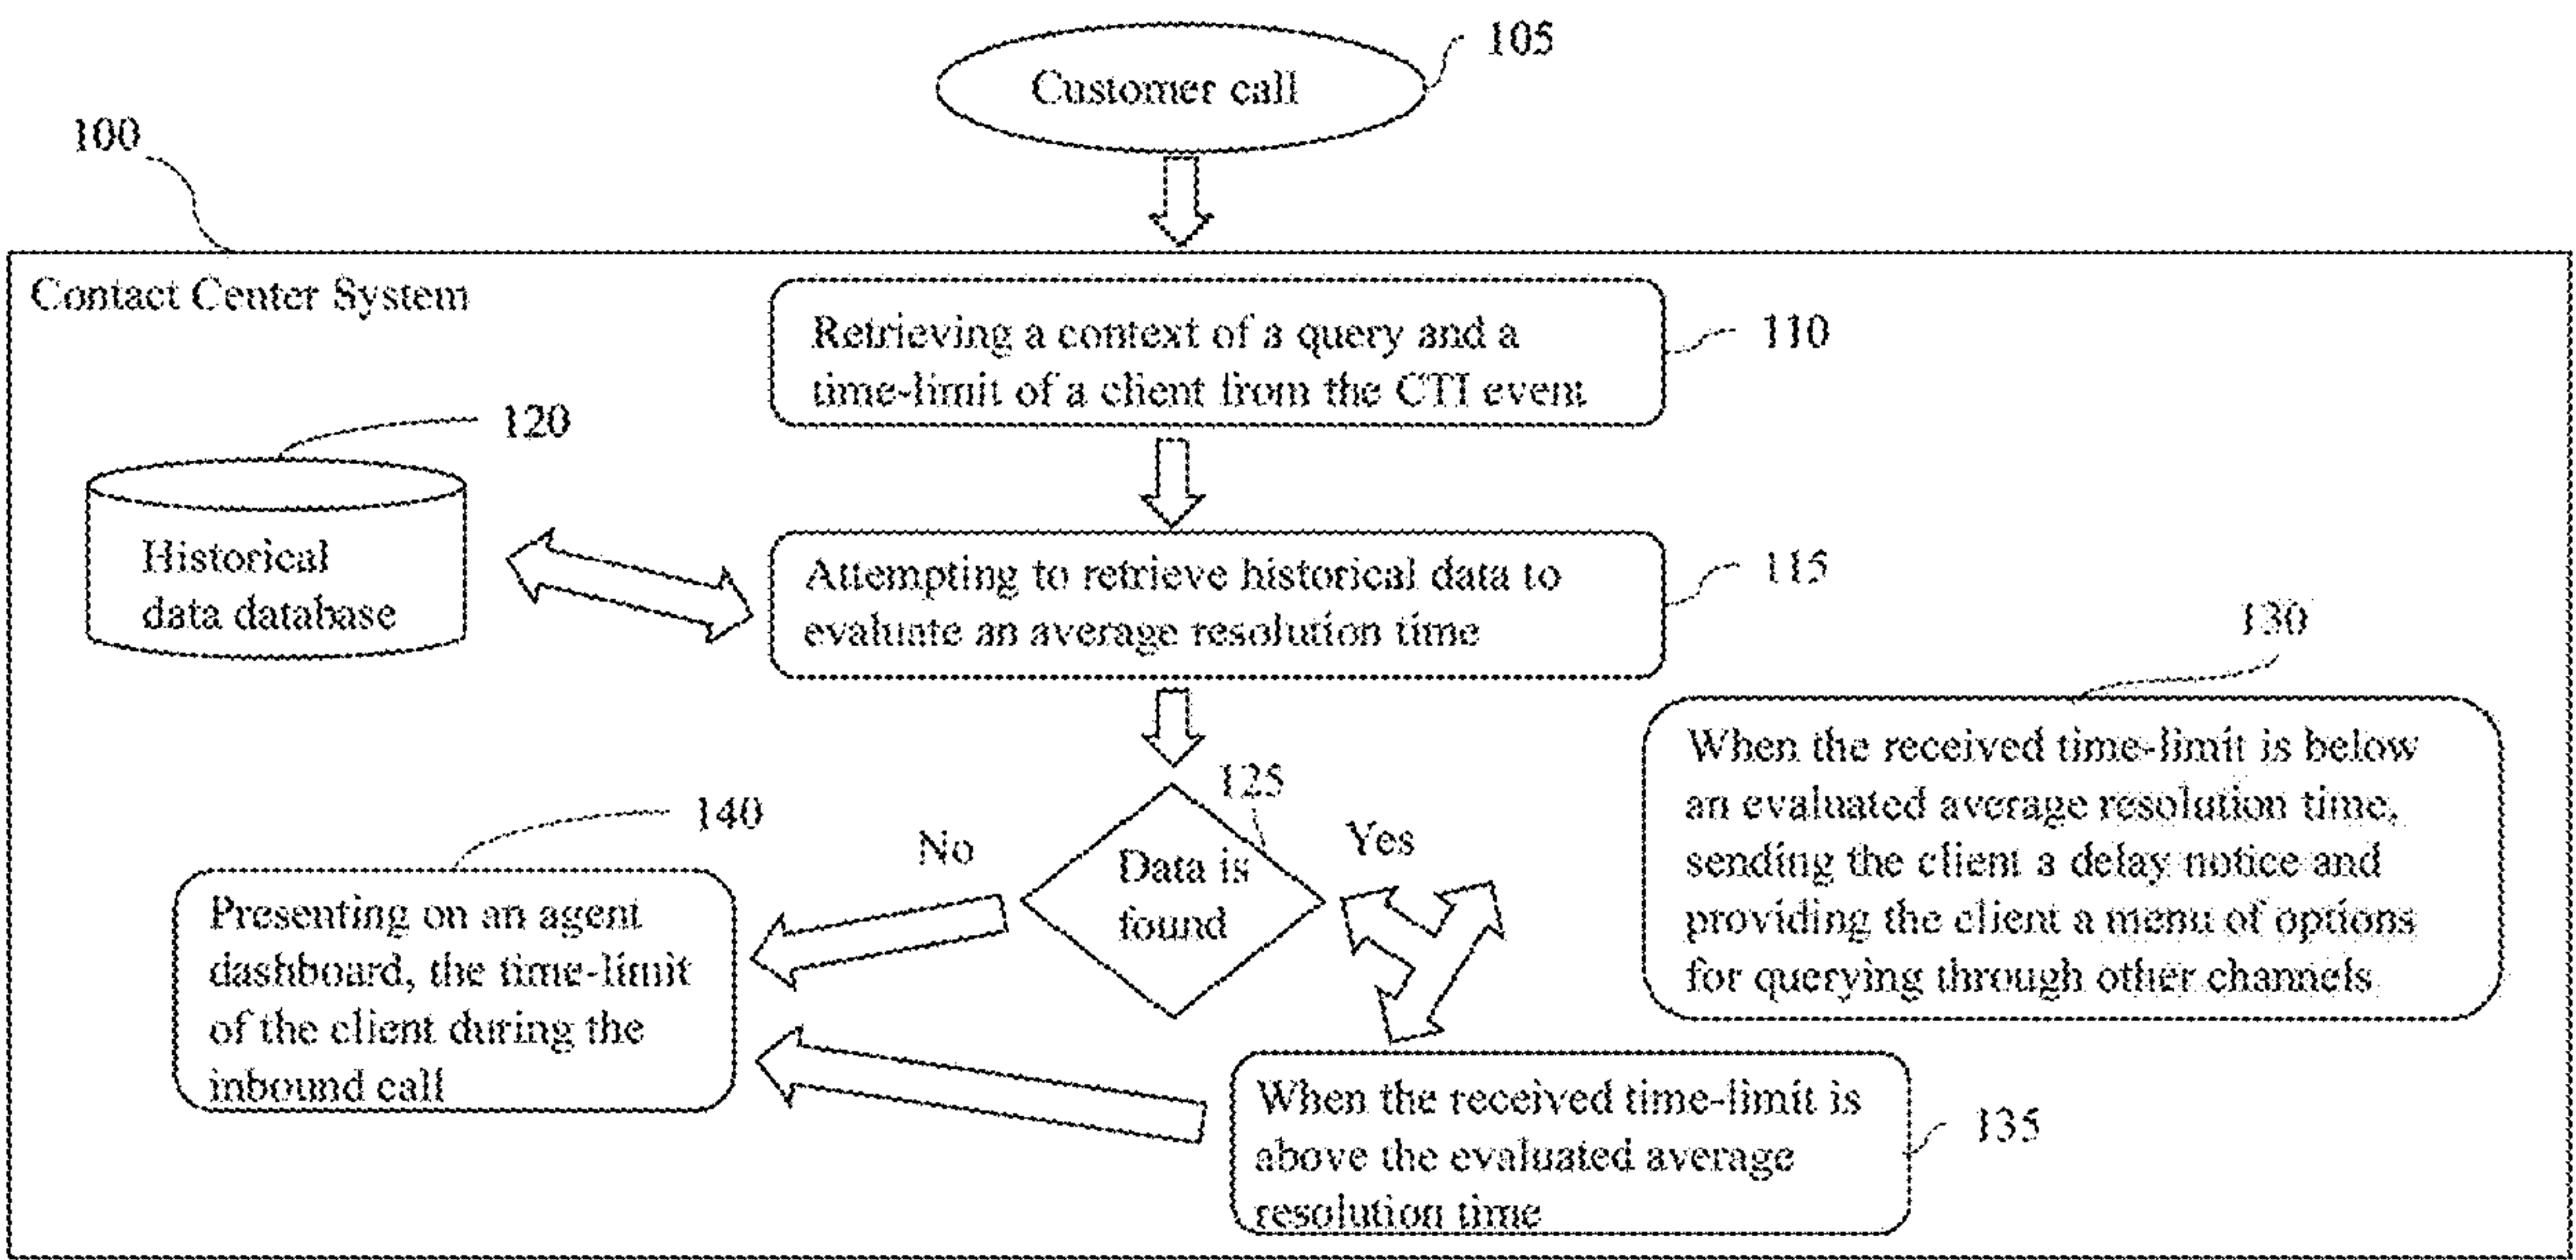 105
Customer call
100
Contact Center System
Retrieving a context of a query and a
time-limit of a client from the CTI event
110
120
Historical
data database
Attempting to retrieve historical data to
evaluate an average resolution time
115
130
When the received time-limit is below
an evaluated average resolution time,
sending the client a delay notice and
providing the client a menu of options
for querying through other channels
125
Data is
found
No
Yes
140
Presenting on an agent
dashboard, the time-limit
of the client during the
inbound call
When the received time-limit is
above the evaluated average
resolution time
135